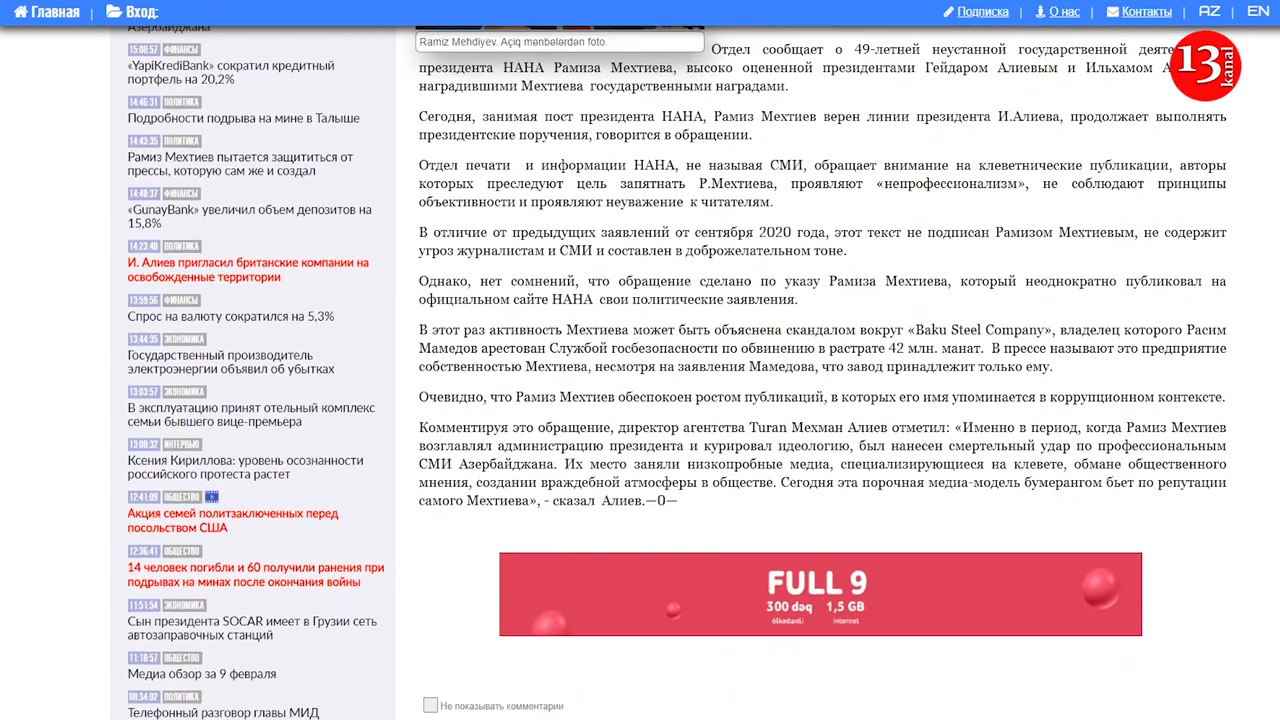 Главная | Вход:
Подписка | О нас | Контакты | AZ | EN
Азербайджана
15:08:57 ФИНАНСЫ
«YapiKrediBank» сократил кредитный
портфель на 20,2%
14:46:31 ПОЛИТИКА
Подробности подрыва на мине в Талыше
14:43:35 ПОЛИТИКА
Рамиз Мехтиев пытается защититься от
прессы, которую сам же и создал
14:40:37 ФИНАНСЫ
«GunayBank» увеличил объем депозитов на
15,8%
14:23:40 ПОЛИТИКА
И. Алиев пригласил британские компании на
освобожденные территории
13:59:56 ФИНАНСЫ
Спрос на валюту сократился на 5,3%
13:44:35 ЭКОНОМИКА
Государственный производитель
электроэнергии объявил об убытках
13:03:57 ЭКОНОМИКА
В эксплуатацию принят отельный комплекс
семьи бывшего вице-премьера
13:00:32 ИНТЕРВЬЮ
Ксения Кириллова: уровень осознанности
российского протеста растет
12:41:09 ОБЩЕСТВО
Акция семей политзаключенных перед
посольством США
12:36:41 ОБЩЕСТВО
14 человек погибли и 60 получили ранения при
подрывах на минах после окончания войны
11:51:54 ЭКОНОМИКА
Сын президента SOCAR имеет в Грузии сеть
автозаправочных станций
11:18:57 ОБЩЕСТВО
Медиа обзор за 9 февраля
08:34:02 ПОЛИТИКА
Телефонный разговор главы МИД
Ramiz Mehdiyev. Açiq mənbələrdən foto.
Отдел сообщает о 49-летней неустанной государственной деяте
президента НАНА Рамиза Мехтиева, высоко оцененной президентами Гейдаром Алиевым и Ильхамом А
наградившими Мехтиева государственными наградами.
Сегодня, занимая пост президента НАНА, Рамиз Мехтиев верен линии президента И.Алиева, продолжает выполнять
президентские поручения, говорится в обращении.
Отдел печати и информации НАНА, не называя СМИ, обращает внимание на клеветнические публикации, авторы
которых преследуют цель запятнать Р.Мехтиева, проявляют «непрофессионализм», не соблюдают принципы
объективности и проявляют неуважение к читателям.
В отличие от предыдущих заявлений от сентября 2020 года, этот текст не подписан Рамизом Мехтиевым, не содержит
угроз журналистам и СМИ и составлен в доброжелательном тоне.
Однако, нет сомнений, что обращение сделано по указу Рамиза Мехтиева, который неоднократно публиковал на
официальном сайте НАНА свои политические заявления.
В этот раз активность Мехтиева может быть объяснена скандалом вокруг «Baku Steel Company», владелец которого Расим
Мамедов арестован Службой госбезопасности по обвинению в растрате 42 млн. манат. В прессе называют это предприятие
собственностью Мехтиева, несмотря на заявления Мамедова, что завод принадлежит только ему.
Очевидно, что Рамиз Мехтиев обеспокоен ростом публикаций, в которых его имя упоминается в коррупционном контексте.
Комментируя это обращение, директор агентства Turan Мехман Алиев отметил: «Именно в период, когда Рамиз Мехтиев
возглавлял администрацию президента и курировал идеологию, был нанесен смертельный удар по профессиональным
СМИ Азербайджана. Их место заняли низкопробные медиа, специализирующиеся на клевете, обмане общественного
мнения, создании враждебной атмосферы в обществе. Сегодня эта порочная медиа-модель бумерангом бьет по репутации
самого Мехтиева», - сказал Алиев.—0—
13 kanal
FULL 9
300 dəq 1,5 GB
ölkədaxili internet
Не показывать комментарии